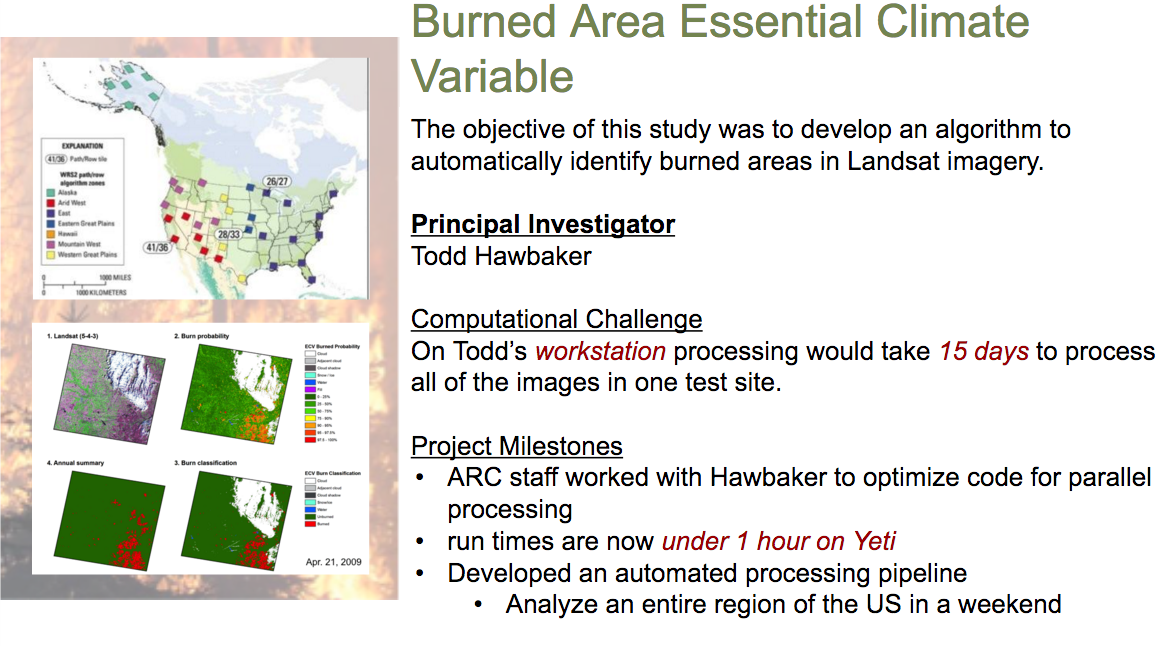 Burned Area Essential Climate
Variable
The objective of this study was to develop an algorithm to
automatically identify burned areas in Landsat imagery.
Principal Investigator
Todd Hawbaker
Computational Challenge
On Todd’s workstation processing would take 15 days to process
all of the images in one test site.
Project Milestones
• ARC staff worked with Hawbaker to optimize code for parallel
processing
• run times are now under 1 hour on Yeti
• Developed an automated processing pipeline
• Analyze an entire region of the US in a weekend
EXPLANATION
41/36 Path/Row tile
WRS2 path/row
algorithm zones
Alaska
Arid West
East
Eastern Great Plains
Hawaii
Mountain West
Western Great Plains
26/27
28/33
41/36
0 1000 MILES
0 1000 KILOMETERS
1. Landsat (5-4-3)
2. Burn probability
ECV Burned Probability
Cloud
Adjacent cloud
Cloud shadow
Snow / Ice
Water
Fill
0 - 25%
25 - 50%
50 - 75%
75 - 80%
97.5 - 100%
4. Annual summary
3. Burn classification
ECV Burn Classification
Cloud
Adjacent cloud
Cloud shadow
Snow/ice
Water
Unburned
Burned
Apr. 21, 2009